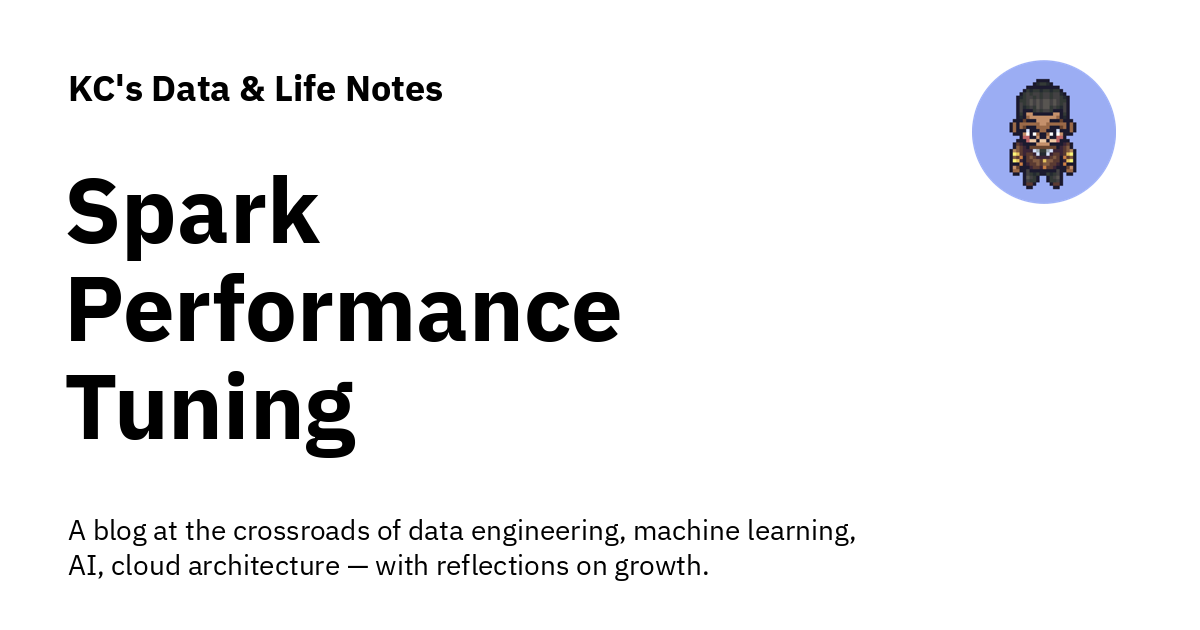 KC's Data & Life Notes
Spark
Performance
Tuning
A blog at the crossroads of data engineering, machine learning,
AI, cloud architecture — with reflections on growth.